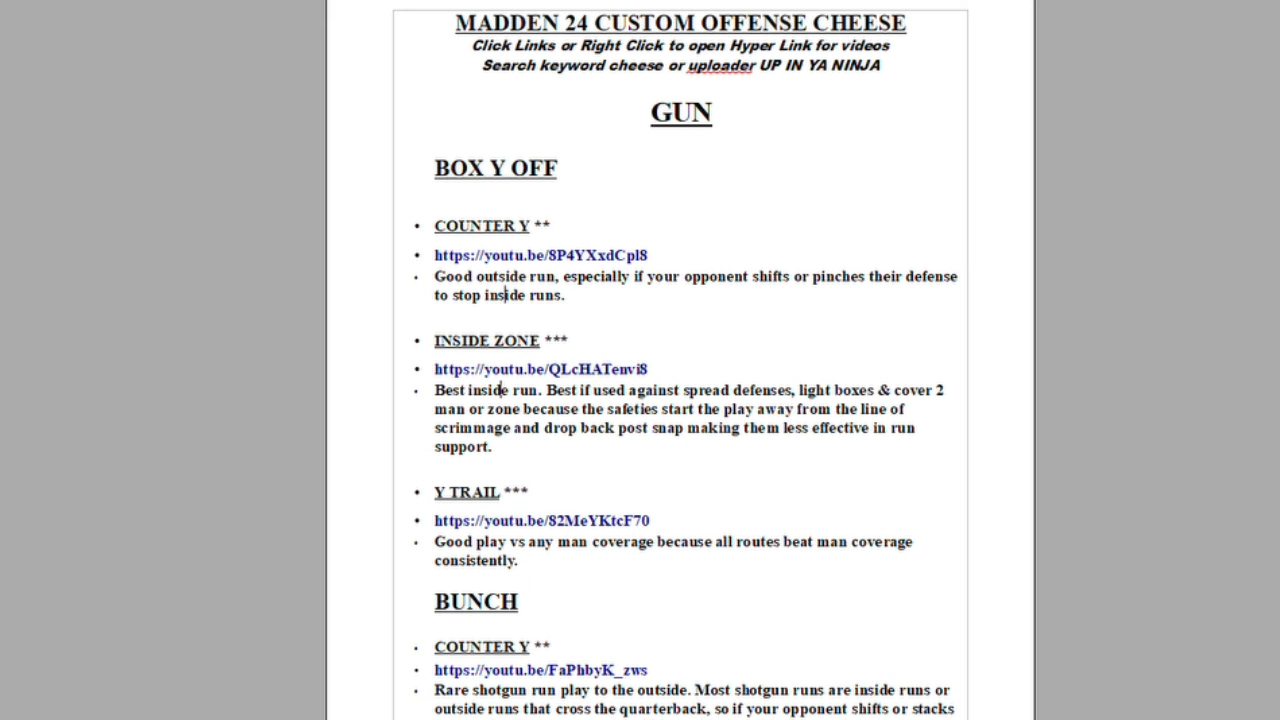 MADDEN 24 CUSTOM OFFENSE CHEESE
Click Links or Right Click to open Hyper Link for videos
Search keyword cheese or uploader UP IN YA NINJA
GUN
BOX Y OFF
• COUNTER Y **
• https://youtu.be/8P4YXxdCpl8
• Good outside run, especially if your opponent shifts or pinches their defense
to stop inside runs.
• INSIDE ZONE ***
• https://youtu.be/QLcHATenvi8
• Best inside run. Best if used against spread defenses, light boxes & cover 2
man or zone because the safeties start the play away from the line of
scrimmage and drop back post snap making them less effective in run
support.
• Y TRAIL ***
• https://youtu.be/82MeYKtcF70
• Good play vs any man coverage because all routes beat man coverage
consistently.
BUNCH
• COUNTER Y **
• https://youtu.be/FaPhbyK_zws
• Rare shotgun run play to the outside. Most shotgun runs are inside runs or
outside runs that cross the quarterback, so if your opponent shifts or stacks